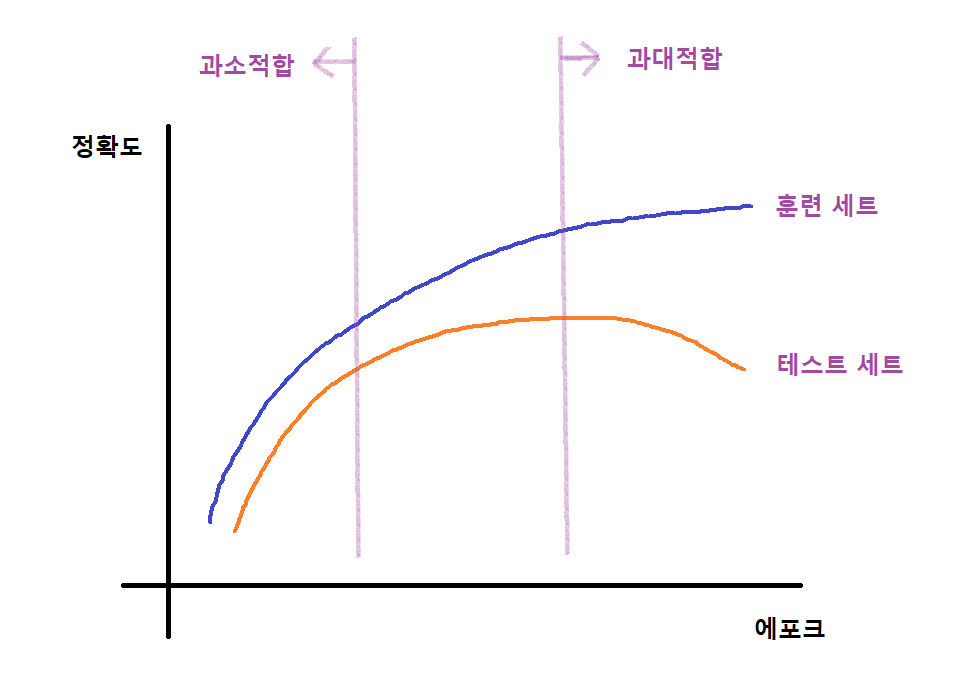 과소적합
과대적합
정확도
훈련 세트
테스트 세트
에포크